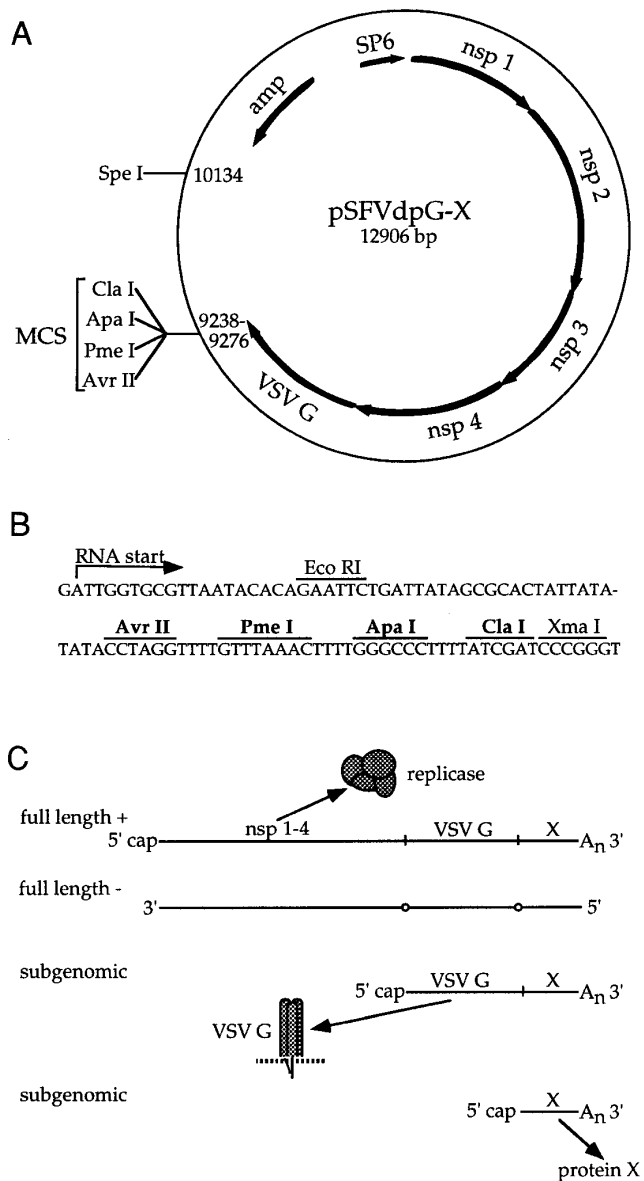 A
SP6
nsp 1
amp
nsp 2
Spe I
10134
pSFVdpG-X
12906 bp
Cla I
Apa I
MCS
Pme I
Avr II
9238-
9276
nsp 3
VSV G
nsp 4
B
RNA start
Eco RI
GATTGGTGCGTTAATACACAGAATTCTGATTATAGCGCACTATTATA-
Avr II Pme I Apa I Cla I Xma I
TATACCTAGGTTTTGTTTAAACTTTTGGGCCCTTTTATCGATCCCGGGT
C
replicase
full length +
nsp 1-4
VSV G X
5' cap An 3'
full length -
3' 5'
subgenomic
VSV G X
5' cap An 3'
VSV G
subgenomic
X
5' cap An 3'
protein X